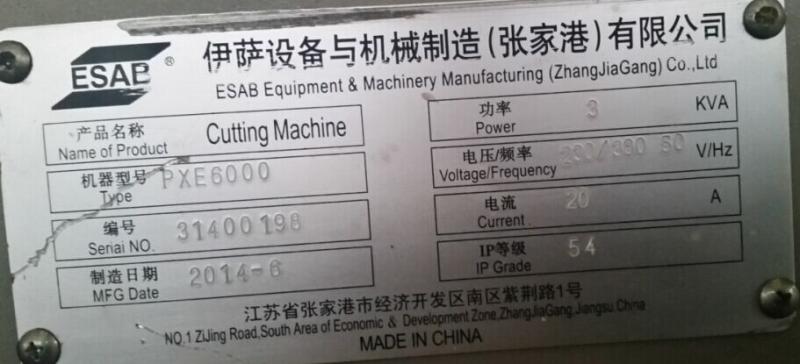 ESAB ® 伊萨设备与机械制造(张家港)有限公司
ESAB Equipment & Machinery Manufacturing (ZhangJiaGang) Co.,Ltd
产品名称 Cutting Machine
Name of Product
机器型号 PXE6000
Type
编号 31400198
Seriai NO.
制造日期 2014-6
MFG Date
功率 3 KVA
Power
电压/频率 230/380 50 V/Hz
Voltage/Frequency
电流 20 A
Current
IP等级 54
IP Grade
江苏省张家港市经济开发区南区紫荆路1号
NO.1 ZiJing Road,South Area of Economic & Development Zone,ZhangJiaGang,Jiangsu,China
MADE IN CHINA